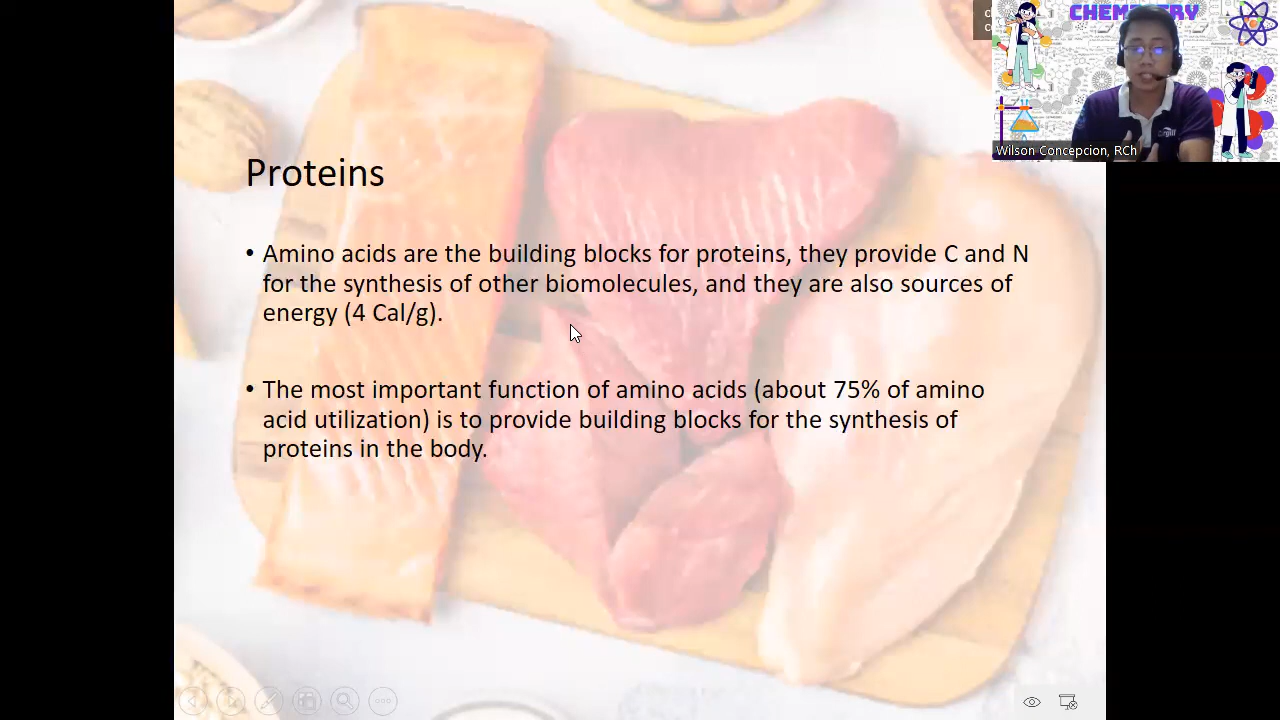 CHEMISTRY
Wilson Concepcion, RCh
Proteins
• Amino acids are the building blocks for proteins, they provide C and N
for the synthesis of other biomolecules, and they are also sources of
energy (4 Cal/g).
• The most important function of amino acids (about 75% of amino
acid utilization) is to provide building blocks for the synthesis of
proteins in the body.